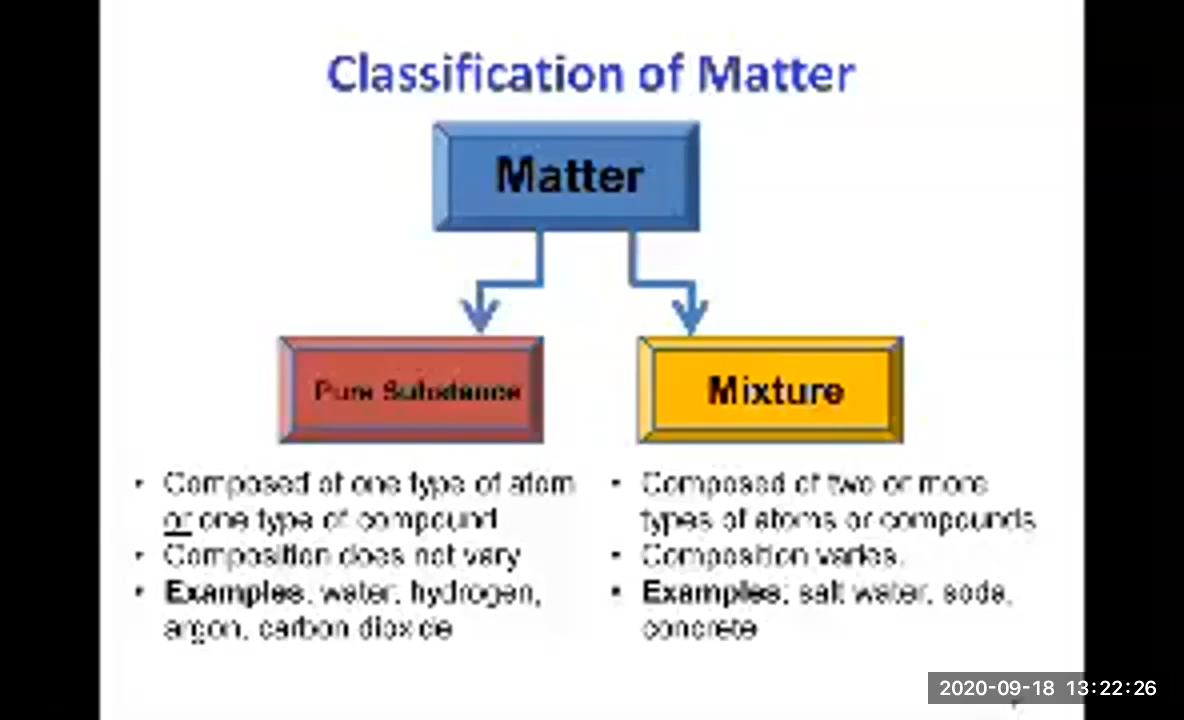 Classification of Matter
Matter
Pure Substance
Mixture
• Composed of one type of atom
or one type of compound
• Composition does not vary
• Examples: water, hydrogen,
argon, carbon dioxide
• Composed of two or more
types of atoms or compounds
• Composition varies.
• Examples: salt water, soda,
concrete
2020-09-18 13:22:26